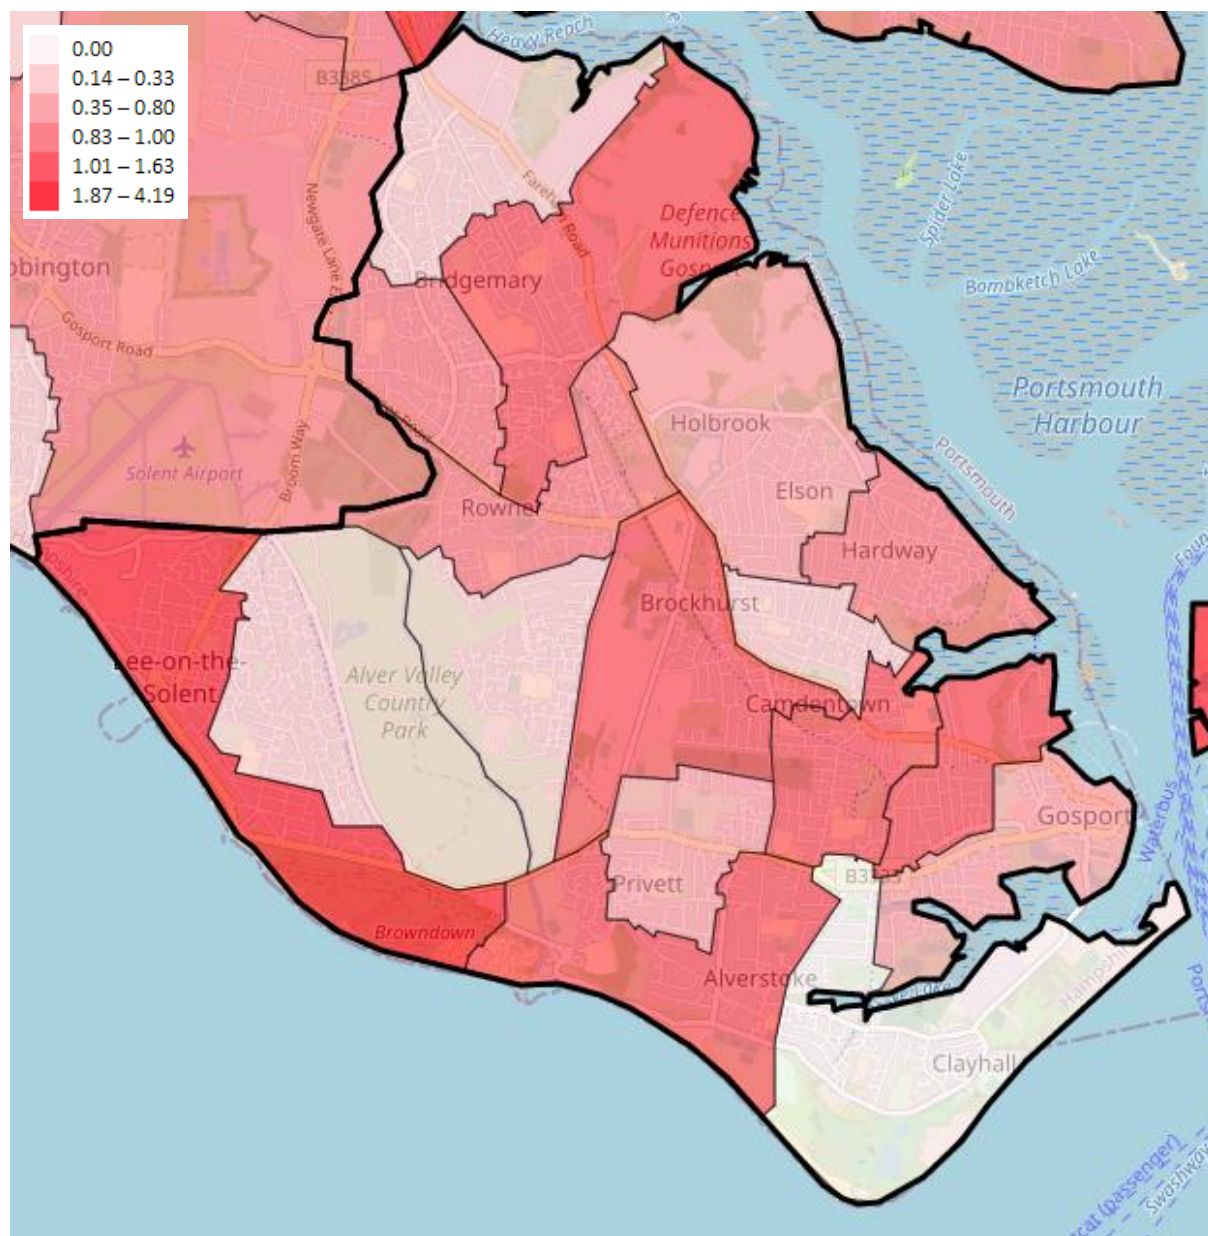 0.00
0.14 – 0.33
0.35 – 0.80
0.83 – 1.00
1.01 – 1.63
1.87 – 4.19
Heavy Reach
B3385
Fareham Road
Newgate Lane
Spider Lake
Defence
Munitions
Gosport
Bombketch Lake
Bridgemary
Gosport Road
Portsmouth
Harbour
Holbrook
Broom Way
Solent Airport
Portsmouth
Elson
Rowner
Hardway
Brockhurst
Lee-on-the-
Solent
Alver Valley
Country
Park
Camdentown
Waterbus
Gosport
Privett
Browndown
Alverstoke
Clayhall
(passenger)